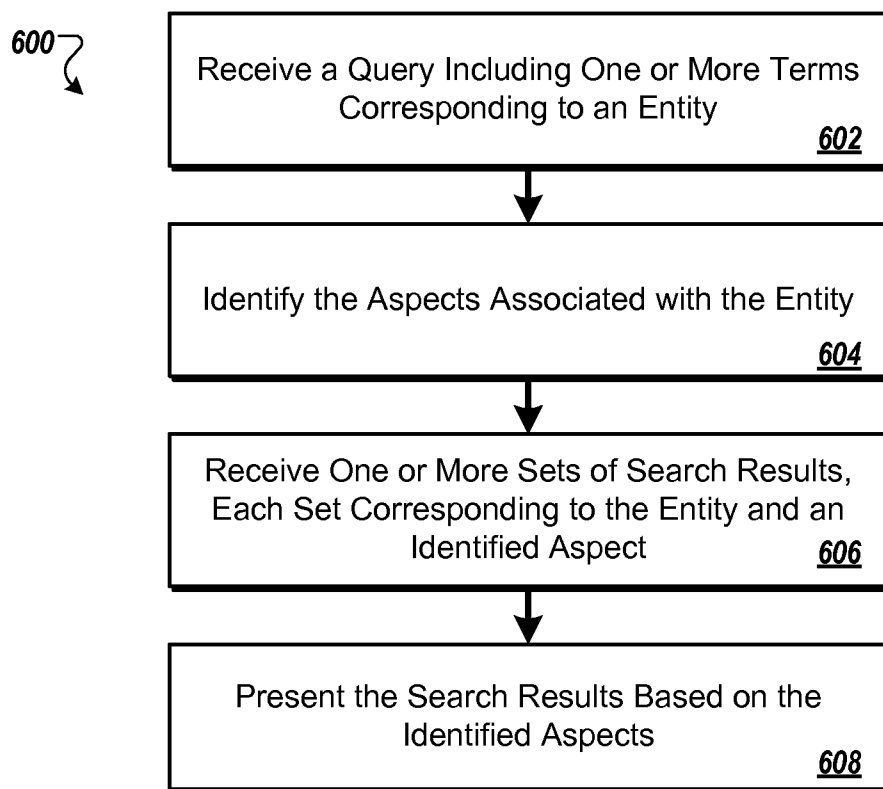 600
Receive a Query Including One or More Terms
Corresponding to an Entity
602
Identify the Aspects Associated with the Entity
604
Receive One or More Sets of Search Results,
Each Set Corresponding to the Entity and an
Identified Aspect
606
Present the Search Results Based on the
Identified Aspects
608